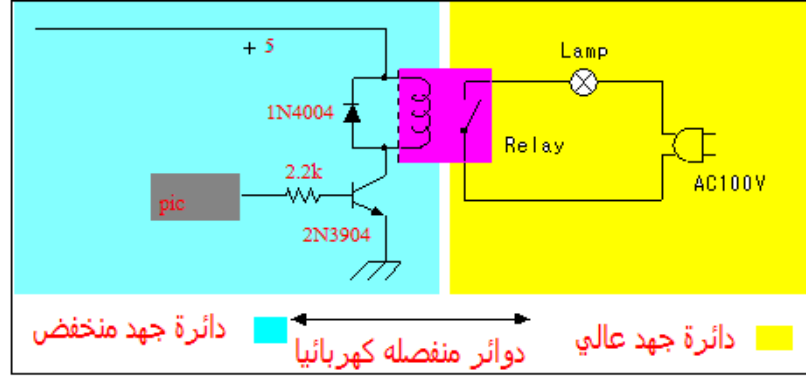 + 5
Lamp
1N4004
Relay
2.2k
AC100V
pic
2N3904
دائرة جهد منخفض
دوائر منفصله كهربائيا
دائرة جهد عالي